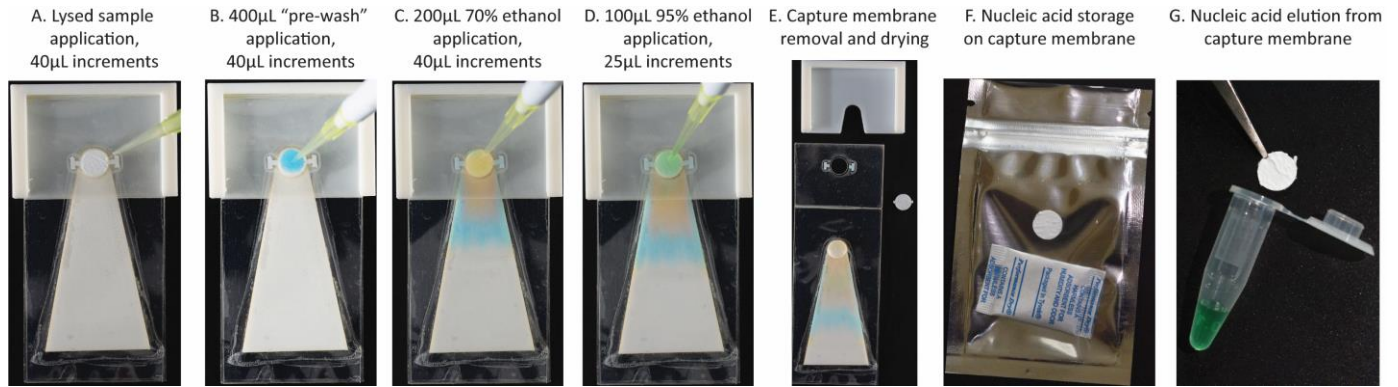 A. Lysed sample
application,
40μL increments
B. 400μL “pre-wash”
application,
40μL increments
C. 200μL 70% ethanol
application,
40μL increments
D. 100μL 95% ethanol
application,
25μL increments
E. Capture membrane
removal and drying
F. Nucleic acid storage
on capture membrane
G. Nucleic acid elution from
capture membrane